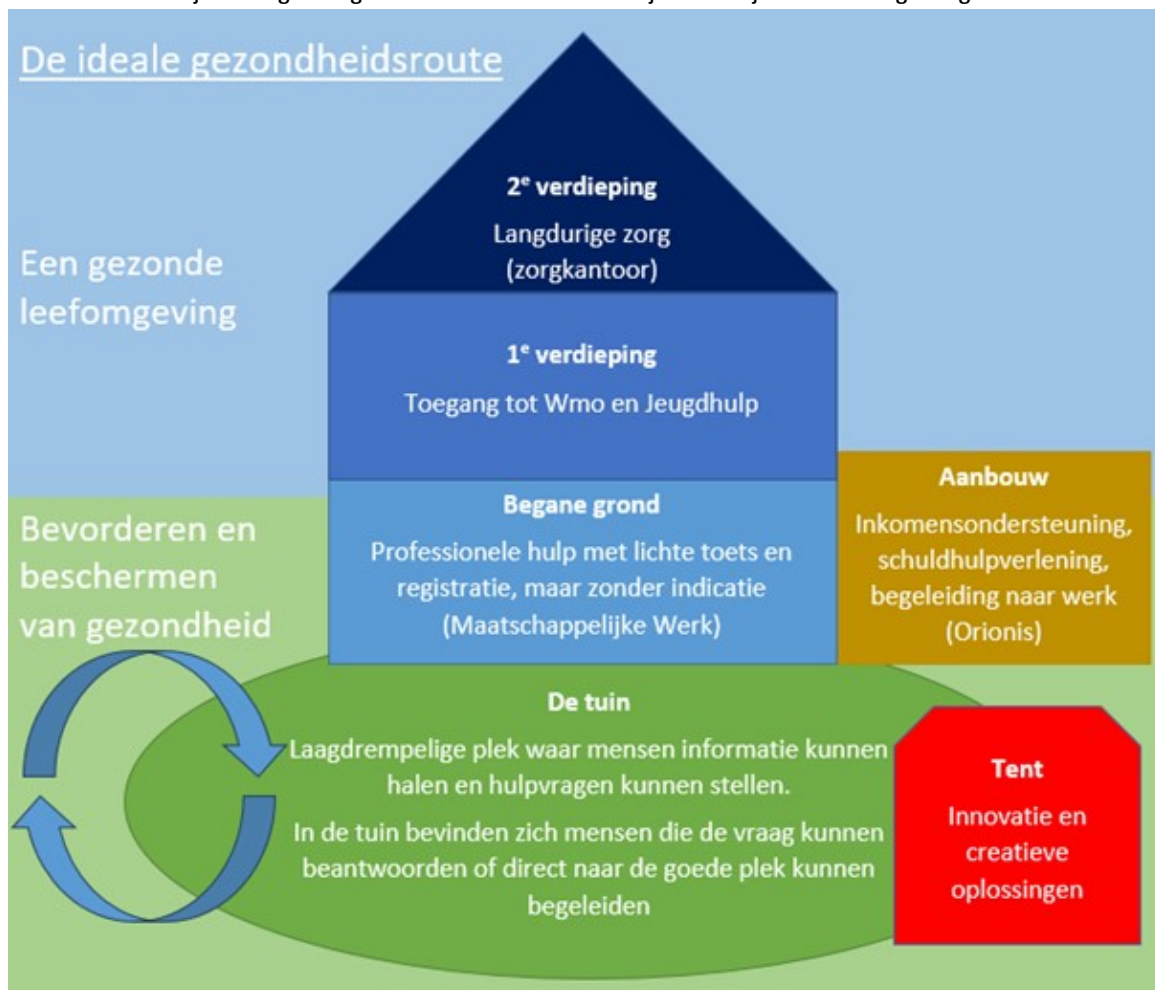 De ideale gezondheidsroute
2e verdieping
Langdurige zorg
(zorgkantoor)
Een gezonde
leefomgeving
1e verdieping
Toegang tot Wmo en Jeugdhulp
Bevorderen en
beschermen
van gezondheid
Begane grond
Professionele hulp met lichte toets en
registratie, maar zonder indicatie
(Maatschappelijke Werk)
Aanbouw
Inkomensondersteuning,
schuldhulpverlening,
begeleiding naar werk
(Orionis)
De tuin
Laagdrempelige plek waar mensen informatie kunnen
halen en hulpvragen kunnen stellen.
In de tuin bevinden zich mensen die de vraag kunnen
beantwoorden of direct naar de goede plek kunnen
begeleiden
Tent
Innovatie en
creatieve
oplossingen